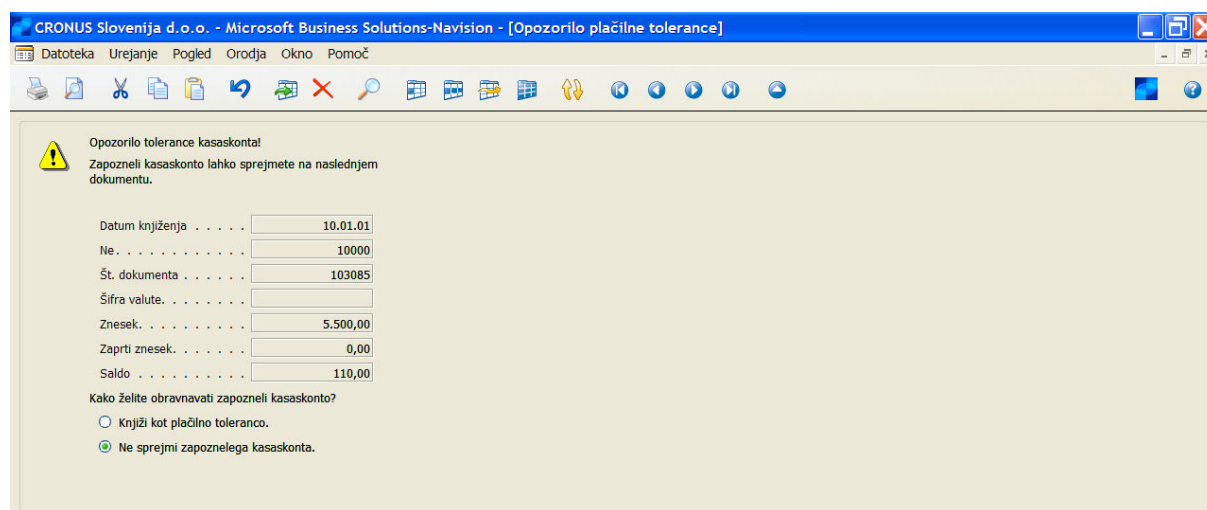 CRONUS Slovenija d.o.o. - Microsoft Business Solutions-Navision - [Opozorilo plačilne tolerance]
Datoteka Urejanje Pogled Orodja Okno Pomoč
Opozorilo tolerance kasaskonta!
Zapozneli kasaskonto lahko sprejmete na naslednjem
dokumentu.
Datum knjiženja . . . . . 10.01.01
Ne. . . . . . . . . . . . 10000
Št. dokumenta . . . . . . 103085
Šifra valute. . . . . . . .
Znesek. . . . . . . . . . 5.500,00
Zaprti znesek. . . . . . . 0,00
Saldo . . . . . . . . . . 110,00
Kako želite obravnavati zapozneli kasaskonto?
Knjiži kot plačilno toleranco.
Ne sprejmi zapoznelega kasaskonta.